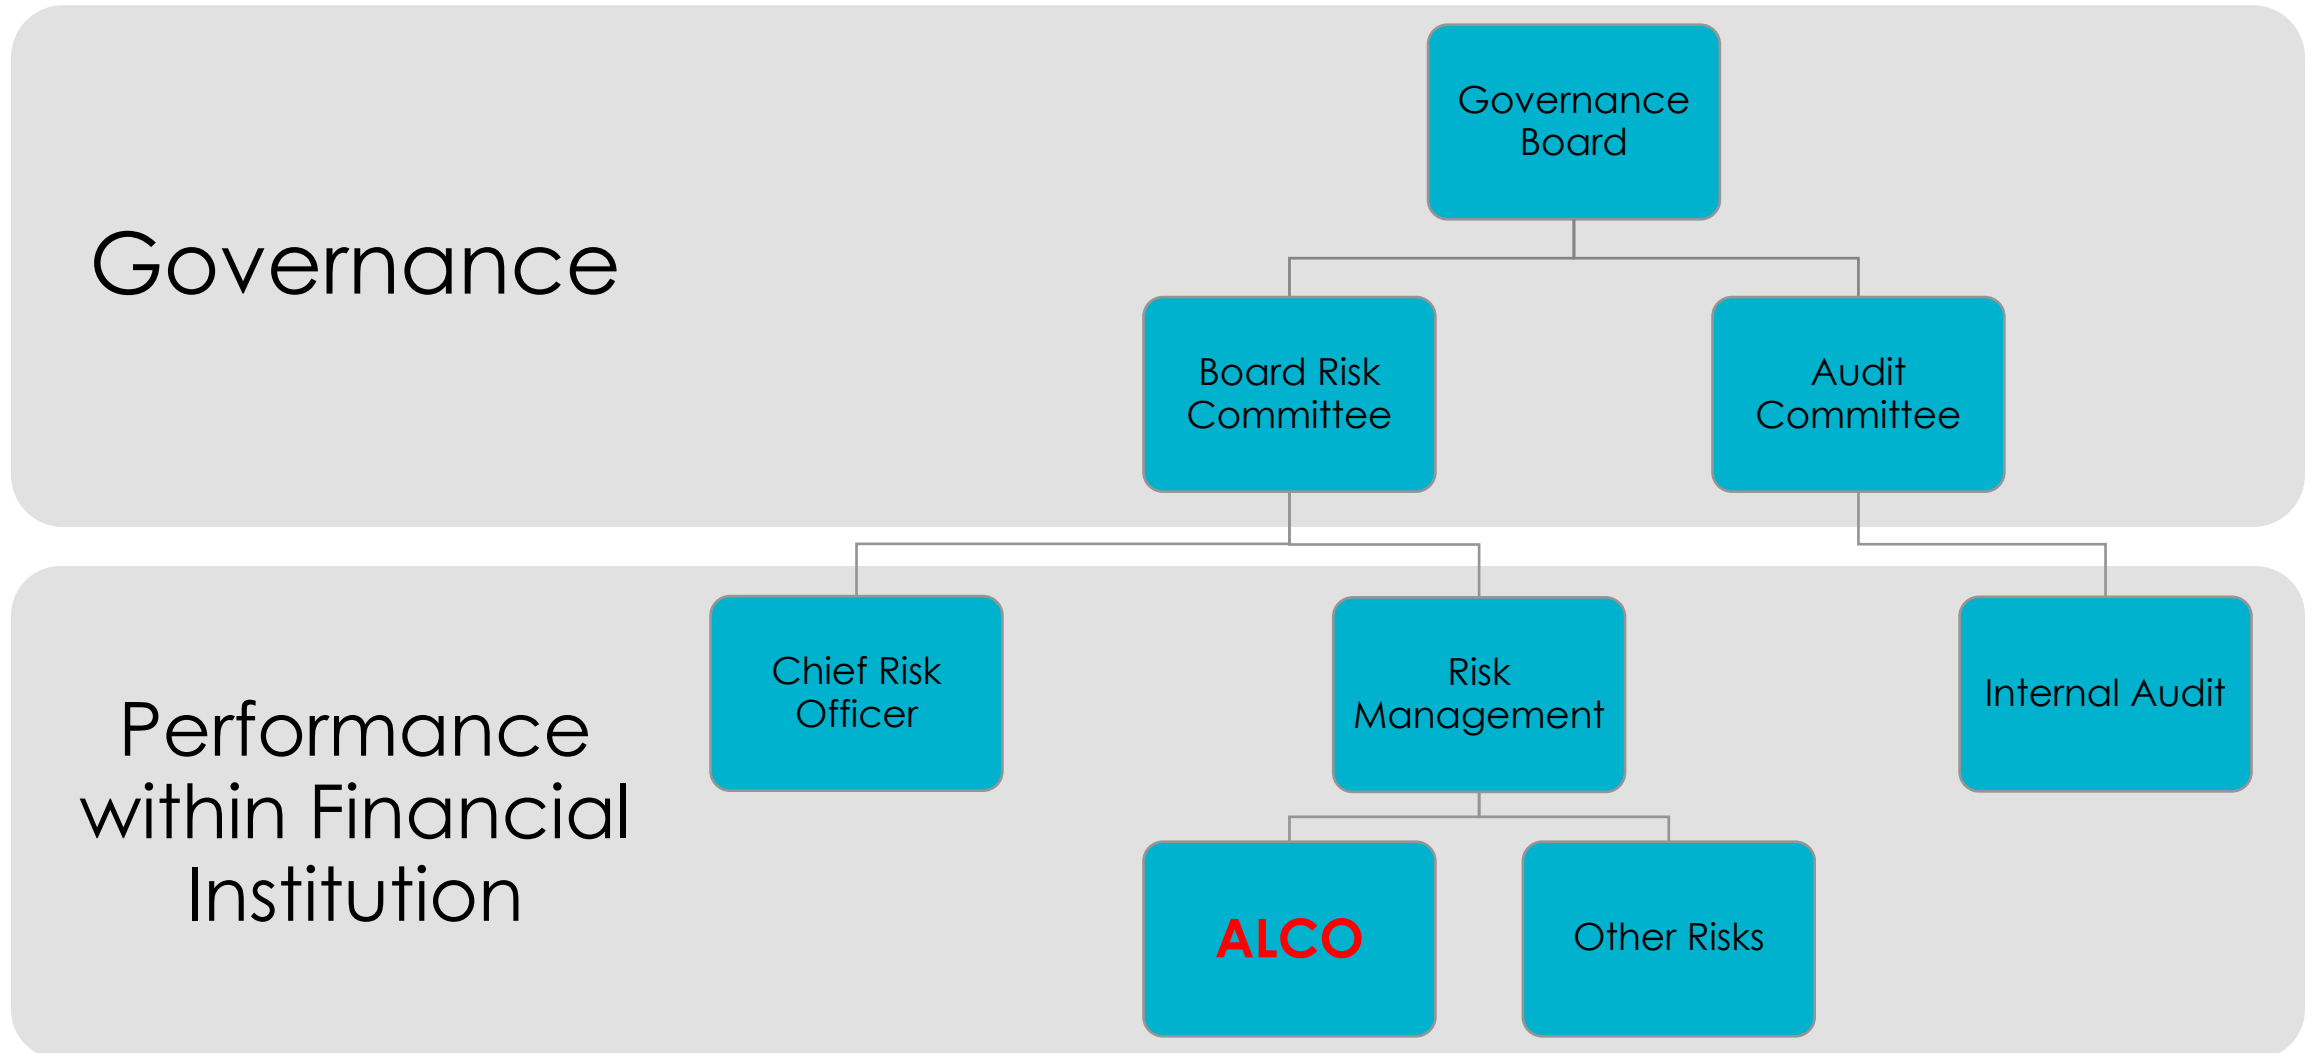 Governance
Governance
Board
Board Risk
Committee
Audit
Committee
Performance
within Financial
Institution
Chief Risk
Officer
Risk
Management
Internal Audit
ALCO
Other Risks